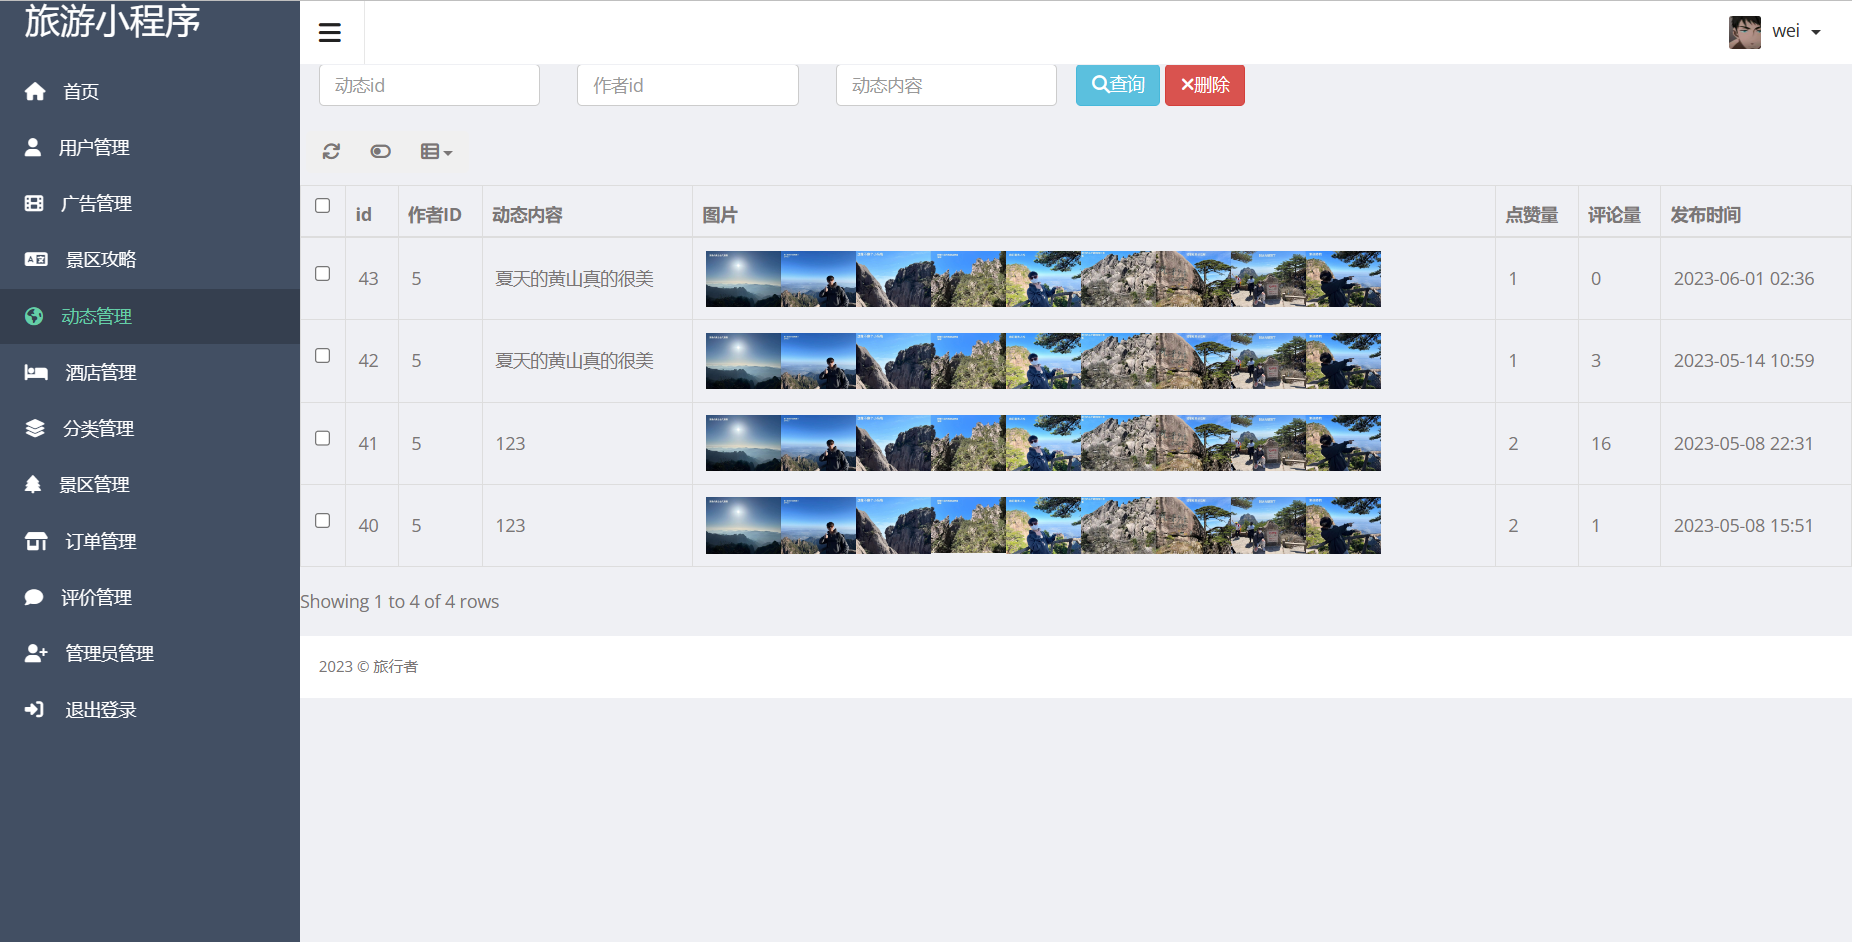 旅游小程序
wei
首页
用户管理
广告管理
景区攻略
动态管理
酒店管理
分类管理
景区管理
订单管理
评价管理
管理员管理
退出登录
动态id 作者id 动态内容 查询 删除
id 作者ID 动态内容 图片 点赞量 评论量 发布时间
43 5 夏天的黄山真的很美 1 0 2023-06-01 02:36
42 5 夏天的黄山真的很美 1 3 2023-05-14 10:59
41 5 123 2 16 2023-05-08 22:31
40 5 123 2 1 2023-05-08 15:51
Showing 1 to 4 of 4 rows
2023 © 旅行者